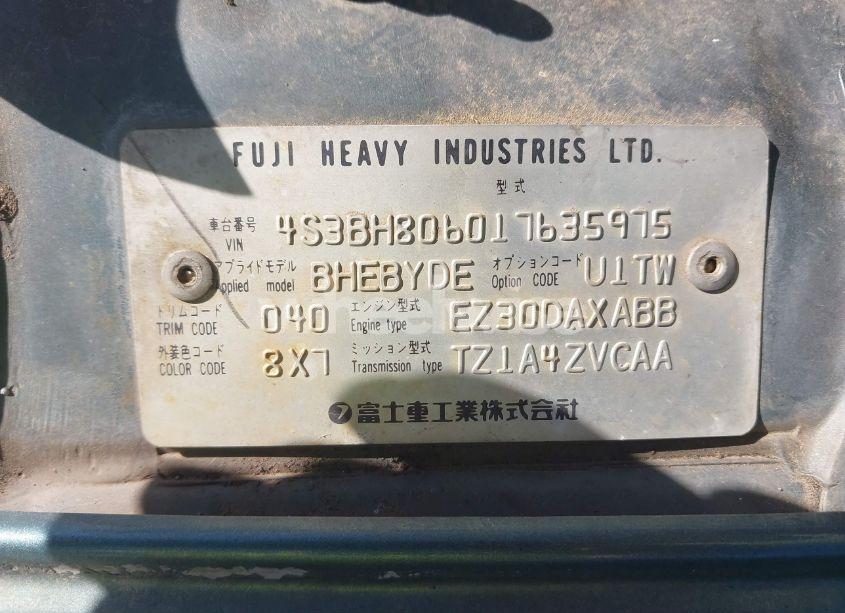 FUJI HEAVY INDUSTRIES LTD.
型式
車台番号 VIN 4S3BH806017635975
アプライドモデル Applied model BHEBYDE オプションコード Option CODE U1TW
トリムコード TRIM CODE 040 エンジン型式 Engine type EZ30DAXABB
外装色コード COLOR CODE 8X7 ミッション型式 Transmission type TZ1A4ZVCAA
富士重工業株式会社